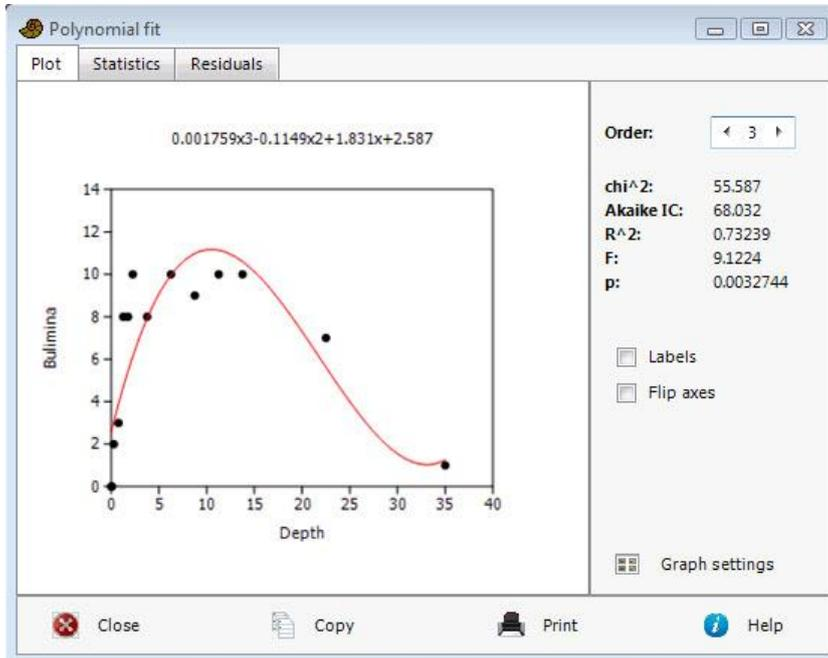 Polynomial fit
Plot Statistics Residuals
0.001759x3-0.1149x2+1.831x+2.587
14
12
10
8
6
4
2
0
Bulimina
0 5 10 15 20 25 30 35 40
Depth
Order: 3
chi^2: 55.587
Akaike IC: 68.032
R^2: 0.73239
F: 9.1224
p: 0.0032744
Labels
Flip axes
Graph settings
Close Copy Print Help